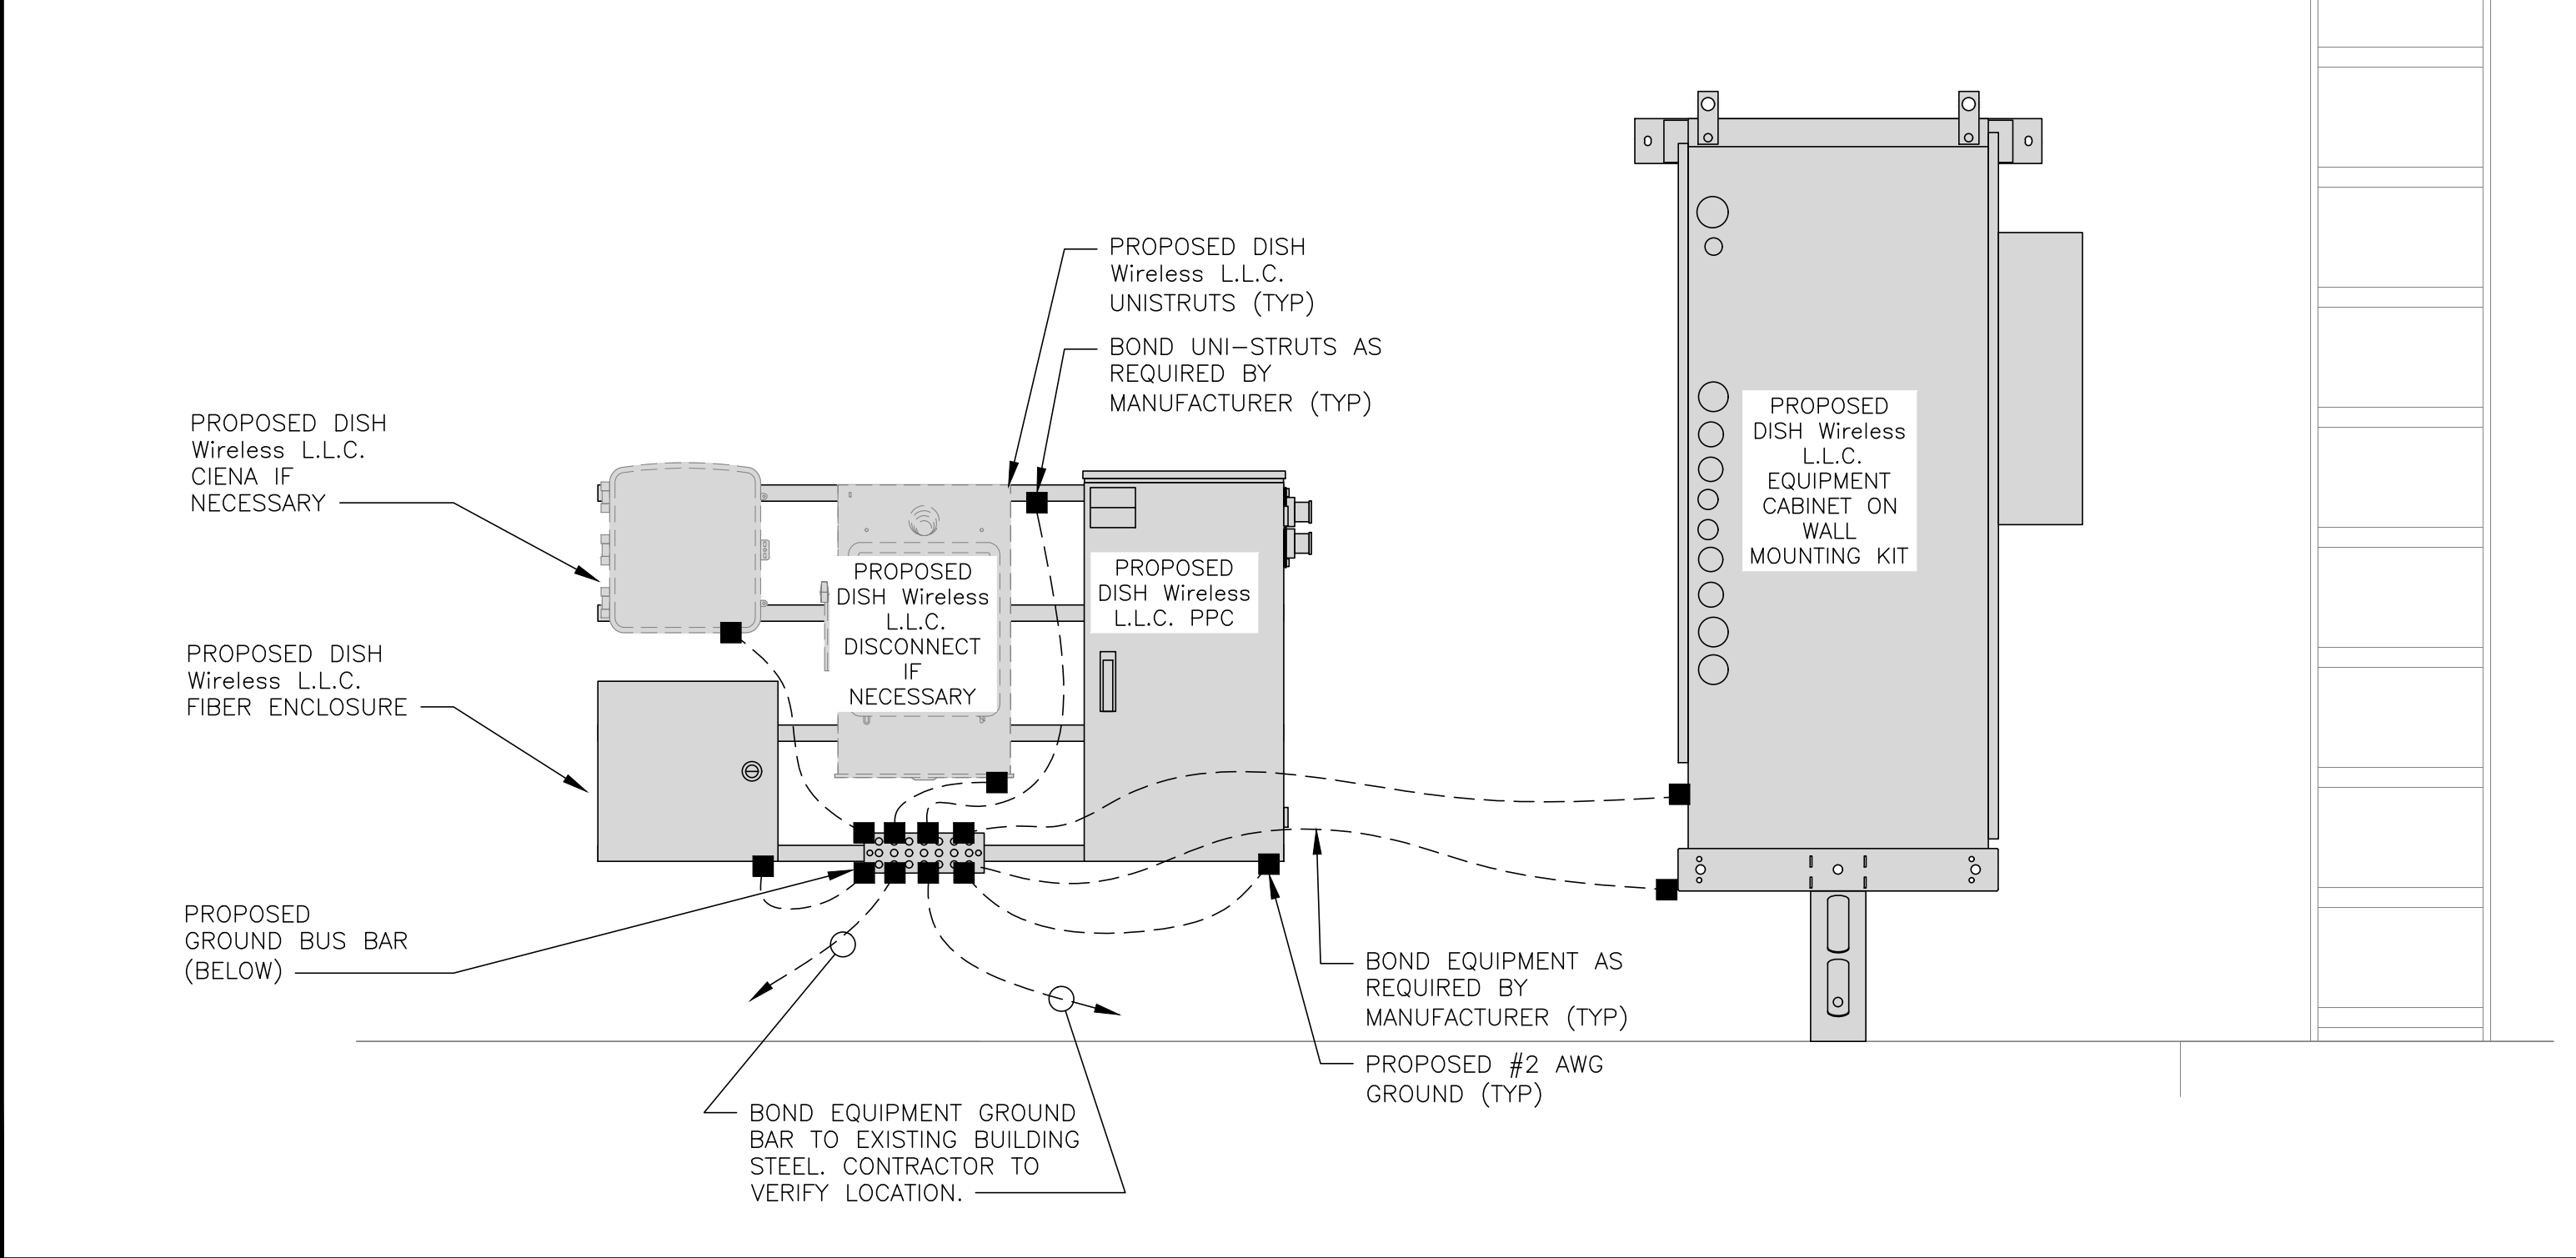 PROPOSED DISH
Wireless L.L.C.
UNISTRUTS (TYP)
BOND UNI-STRUTS AS
REQUIRED BY
MANUFACTURER (TYP)
PROPOSED DISH
Wireless L.L.C.
CIENA IF
NECESSARY
PROPOSED DISH
Wireless L.L.C.
FIBER ENCLOSURE
PROPOSED
DISH Wireless
L.L.C.
DISCONNECT
IF
NECESSARY
PROPOSED
DISH Wireless
L.L.C. PPC
PROPOSED
DISH Wireless
L.L.C.
EQUIPMENT
CABINET ON
WALL
MOUNTING KIT
PROPOSED
GROUND BUS BAR
(BELOW)
BOND EQUIPMENT AS
REQUIRED BY
MANUFACTURER (TYP)
PROPOSED #2 AWG
GROUND (TYP)
BOND EQUIPMENT GROUND
BAR TO EXISTING BUILDING
STEEL. CONTRACTOR TO
VERIFY LOCATION.